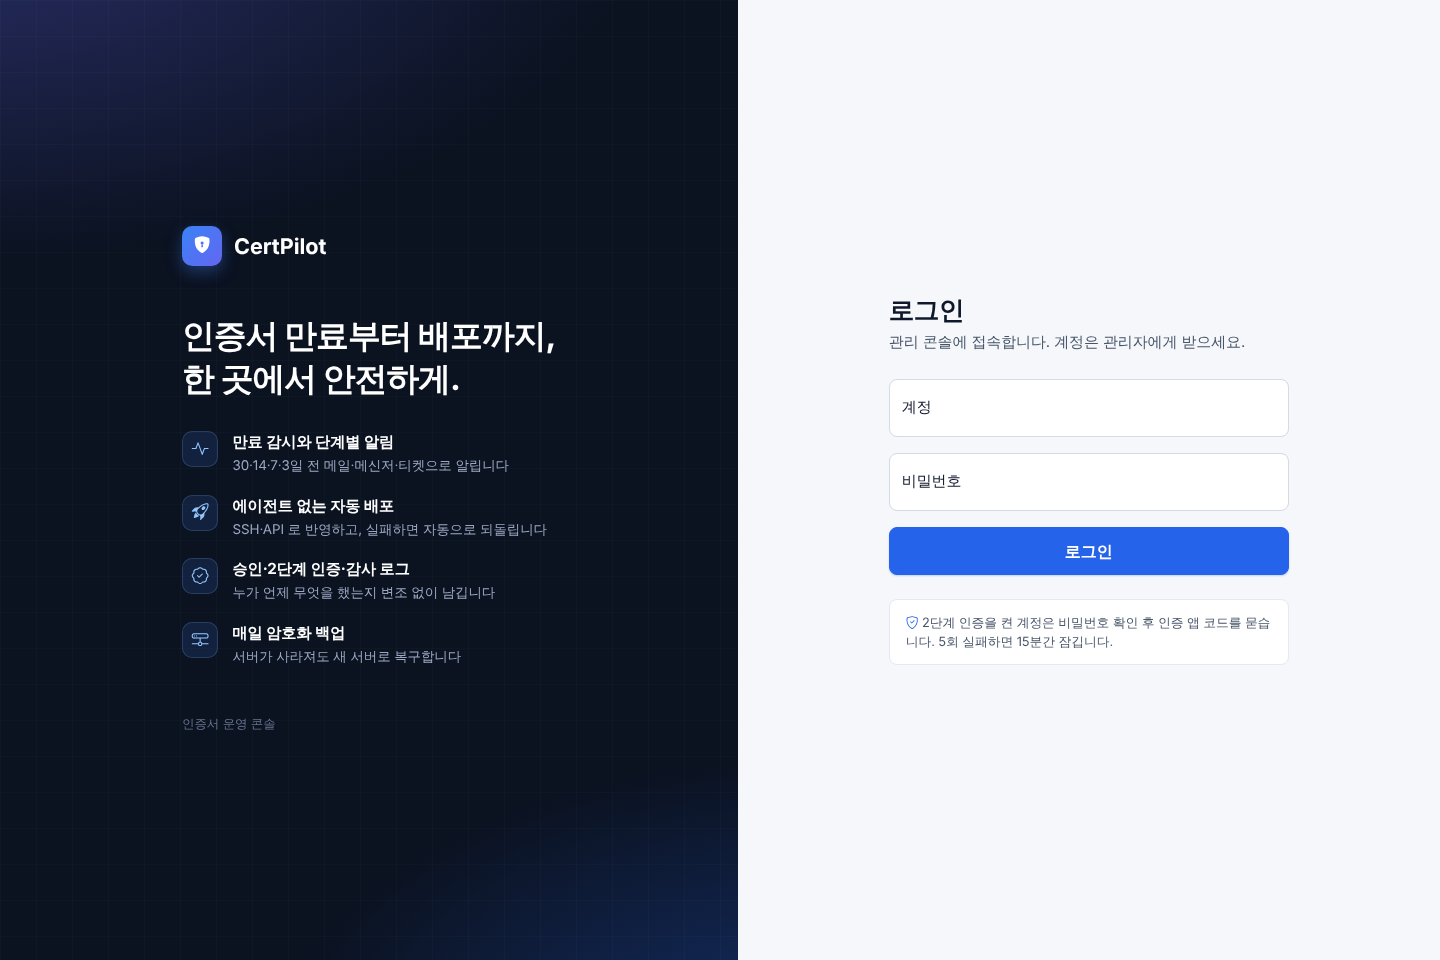 CertPilot
인증서 만료부터 배포까지,
한 곳에서 안전하게.
만료 감시와 단계별 알림
30·14·7·3일 전 메일·메신저·티켓으로 알립니다
에이전트 없는 자동 배포
SSH·API 로 반영하고, 실패하면 자동으로 되돌립니다
승인·2단계 인증·감사 로그
누가 언제 무엇을 했는지 변조 없이 남깁니다
매일 암호화 백업
서버가 사라져도 새 서버로 복구합니다
인증서 운영 콘솔
로그인
관리 콘솔에 접속합니다. 계정은 관리자에게 받으세요.
계정
비밀번호
로그인
2단계 인증을 켠 계정은 비밀번호 확인 후 인증 앱 코드를 묻습
니다. 5회 실패하면 15분간 잠깁니다.